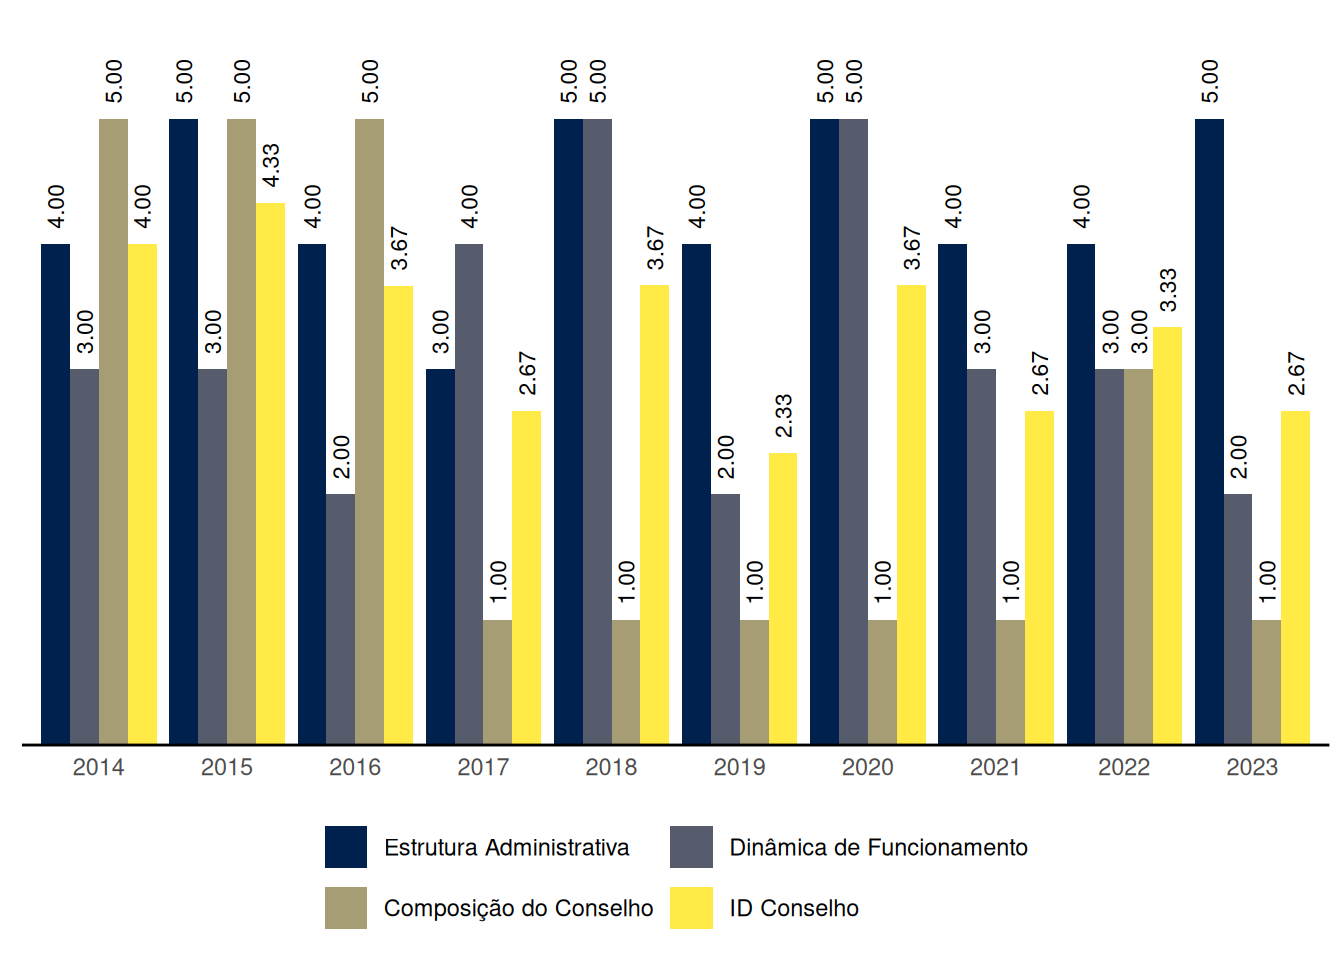 4.00 3.00 5.00 4.00 5.00 3.00 5.00 4.33 4.00 2.00 5.00 3.67 3.00 4.00 1.00 2.67 5.00 5.00 1.00 3.67 4.00 2.00 1.00 2.33 5.00 5.00 1.00 3.67 4.00 3.00 1.00 2.67 4.00 3.00 3.00 3.33 5.00 2.00 1.00 2.67
2014 2015 2016 2017 2018 2019 2020 2021 2022 2023
Estrutura Administrativa Dinâmica de Funcionamento
Composição do Conselho ID Conselho